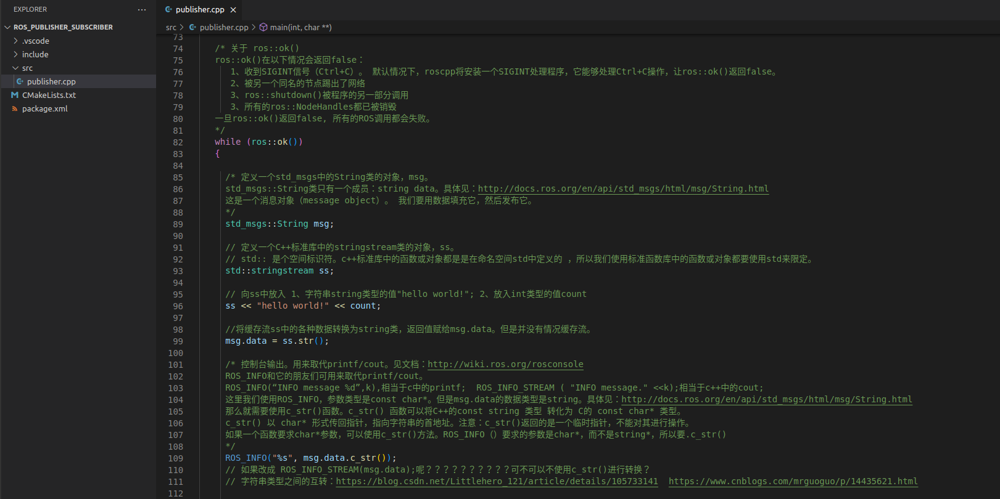 EXPLORER
ROS_PUBLISHER_SUBSCRIBER
.vscode
include
src
publisher.cpp
CMakeLists.txt
package.xml
publisher.cpp
src > publisher.cpp > main(int, char **)
73
74 /* 关于 ros::ok()
75 ros::ok()在以下情况会返回false：
76 1、收到SIGINT信号（Ctrl+C）。 默认情况下，roscpp将安装一个SIGINT处理程序，它能够处理Ctrl+C操作，让ros::ok()返回false。
77 2、被另一个同名的节点踢出了网络
78 3、ros::shutdown()被程序的另一部分调用
79 3、所有的ros::NodeHandles都已被销毁
80 一旦ros::ok()返回false, 所有的ROS调用都会失败。
81 */
82 while (ros::ok())
83 {
84
85 /* 定义一个std_msgs中的String类的对象，msg。
86 std_msgs::String类只有一个成员：string data。具体见：http://docs.ros.org/en/api/std_msgs/html/msg/String.html
87 这是一个消息对象（message object）。 我们要用数据填充它，然后发布它。
88 */
89 std_msgs::String msg;
90
91 // 定义一个C++标准库中的stringstream类的对象，ss。
92 // std:: 是个空间标识符。c++标准库中的函数或对象都是是在命名空间std中定义的 ，所以我们使用标准函数库中的函数或对象都要使用std来限定。
93 std::stringstream ss;
94
95 // 向ss中放入 1、字符串string类型的值"hello world!"; 2、放入int类型的值count
96 ss << "hello world!" << count;
97
98 //将缓存流ss中的各种数据转换为string类，返回值赋给msg.data。但是并没有情况缓存流。
99 msg.data = ss.str();
100
101 /* 控制台输出。用来取代printf/cout。见文档：http://wiki.ros.org/rosconsole
102 ROS_INFO和它的朋友们可用来取代printf/cout。
103 ROS_INFO(“INFO message %d”,k),相当于c中的printf;  ROS_INFO_STREAM ( "INFO message." <<k);相当于c++中的cout;
104 这里我们使用ROS_INFO，参数类型是const char*。但是msg.data的数据类型是string。具体见：http://docs.ros.org/en/api/std_msgs/html/msg/String.html
105 那么就需要使用c_str()函数。c_str() 函数可以将C++的const string 类型 转化为 C的 const char* 类型。
106 c_str() 以 char* 形式传回指针，指向字符串的首地址。注意：c_str()返回的是一个临时指针，不能对其进行操作。
107 如果一个函数要求char*参数，可以使用c_str()方法。ROS_INFO（）要求的参数是char*，而不是string*，所以要.c_str()
108 */
109 ROS_INFO("%s", msg.data.c_str());
110 // 如果改成 ROS_INFO_STREAM(msg.data);呢？？？？？？？？？？可不可以不使用c_str()进行转换？
111 // 字符串类型之间的互转：https://blog.csdn.net/Littlehero_121/article/details/105733141  https://www.cnblogs.com/mrguoguo/p/14435621.html
112